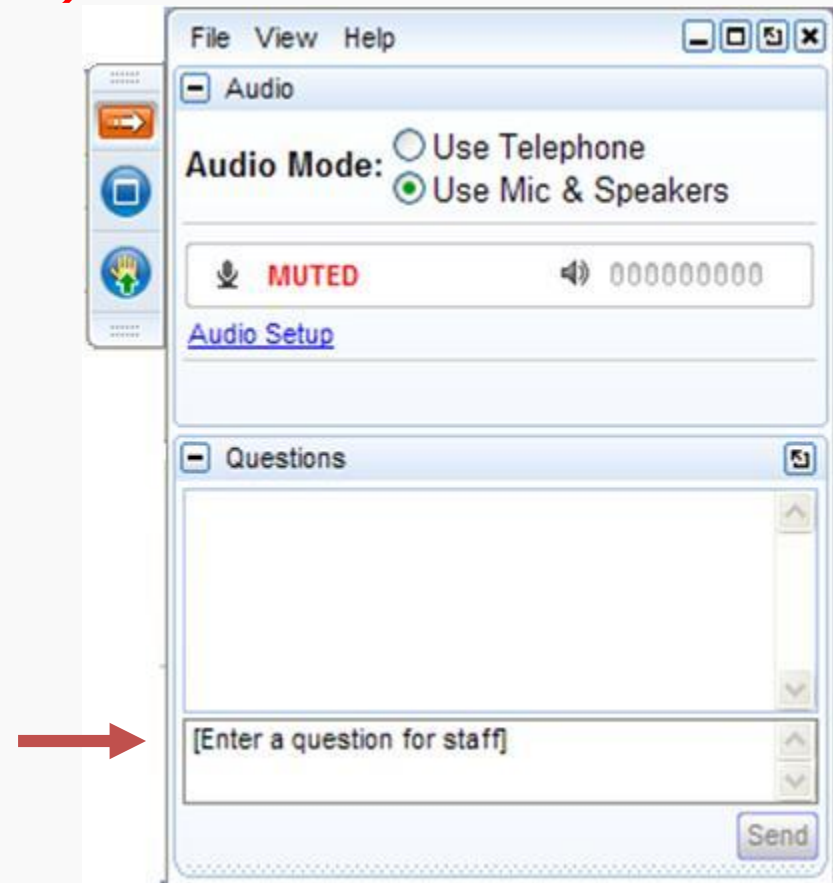 File View Help
Audio
Audio Mode: Use Telephone
Use Mic & Speakers
MUTED 000000000
Audio Setup
Questions
[Enter a question for staff]
Send